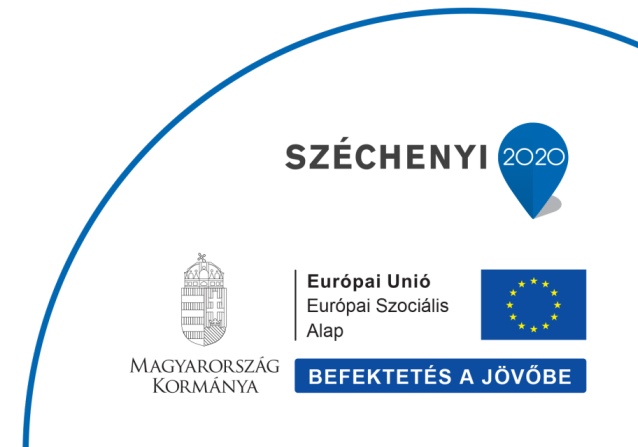 SZÉCHENYI 2020
Európai Unió
Európai Szociális
Alap
MAGYARORSZÁG
KORMÁNYA
BEFEKTETÉS A JÖVŐBE